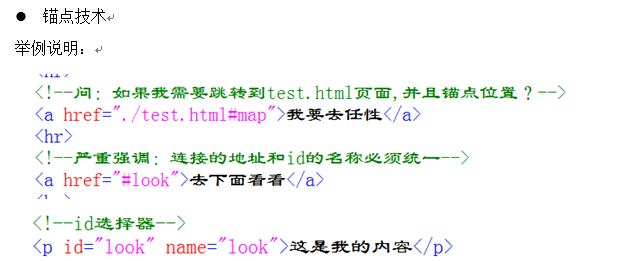 ● 锚点技术
举例说明：
<!--问: 如果我需要跳转到test.html页面,并且锚点位置？-->
<a href="./test.html#map">我要去任性</a>
<hr>
<!--严重强调: 连接的地址和id的名称必须统一-->
<a href="#look">去下面看看</a>
<!--id选择器-->
<p id="look" name="look">这是我的内容</p>